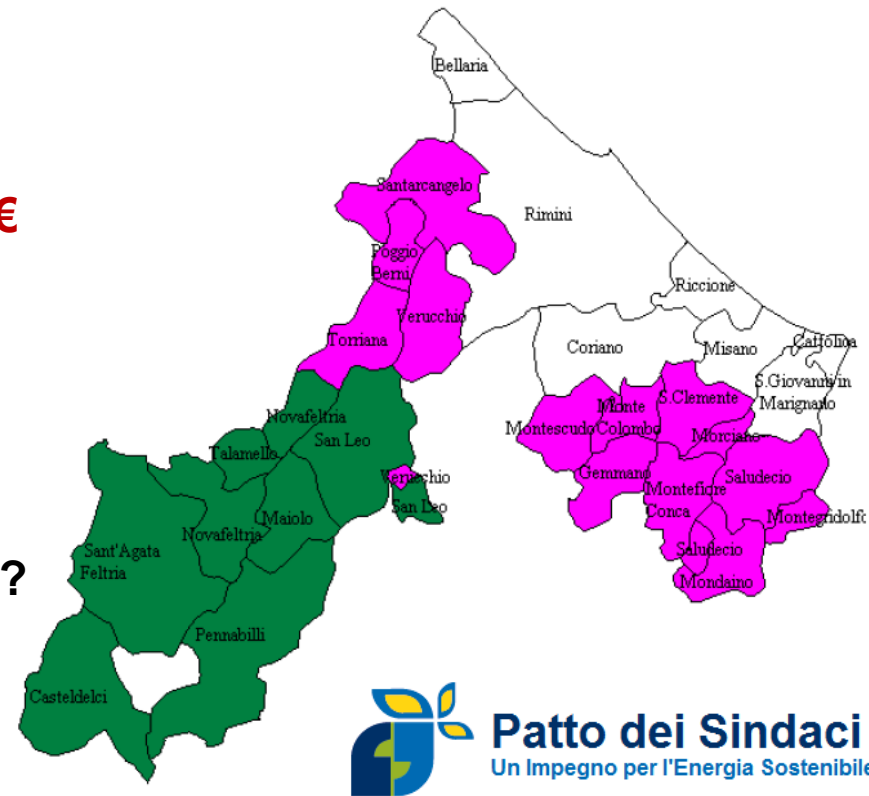 Bellaria
Santarcangelo
€
Rimini
Poggio
Berni
Riccione
Verucchio
Torriana
Coriano
Misano
Cattolica
S.Giovanni in
Marignano
S.Clemente
Novafeltria
Monte
Colombo
Montescudo
Morciano
San Leo
Talamello
Gemmano
Saludecio
Verucchio
Montefiore
Conca
San Leo
Maiolo
Montegridolfo
Novafeltria
Sant'Agata
Feltria
?
Saludecio
Mondaino
Pennabilli
Casteldelci
Patto dei Sindaci
Un Impegno per l'Energia Sostenibile